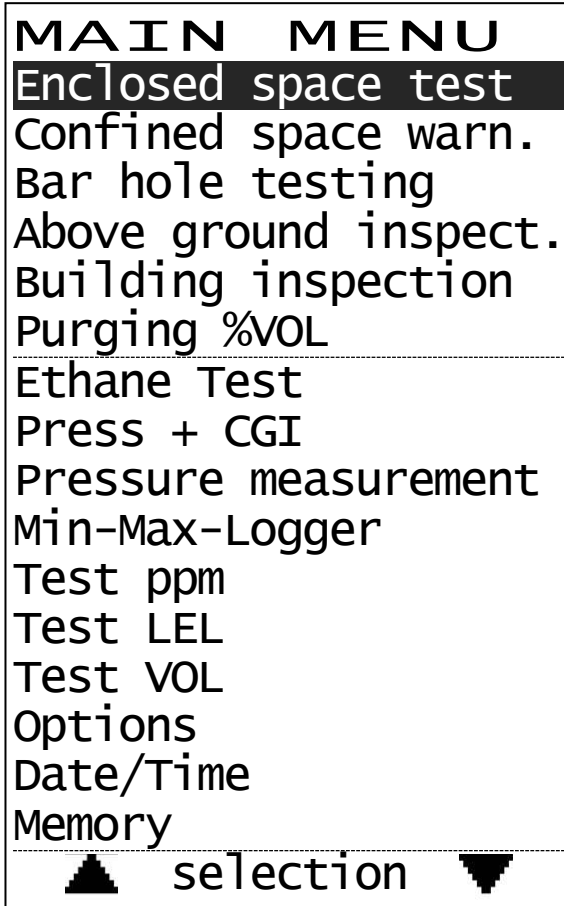 MAIN MENU
Enclosed space test
Confined space warn.
Bar hole testing
Above ground inspect.
Building inspection
Purging %VOL
Ethane Test
Press + CGI
Pressure measurement
Min-Max-Logger
Test ppm
Test LEL
Test VOL
Options
Date/Time
Memory
selection